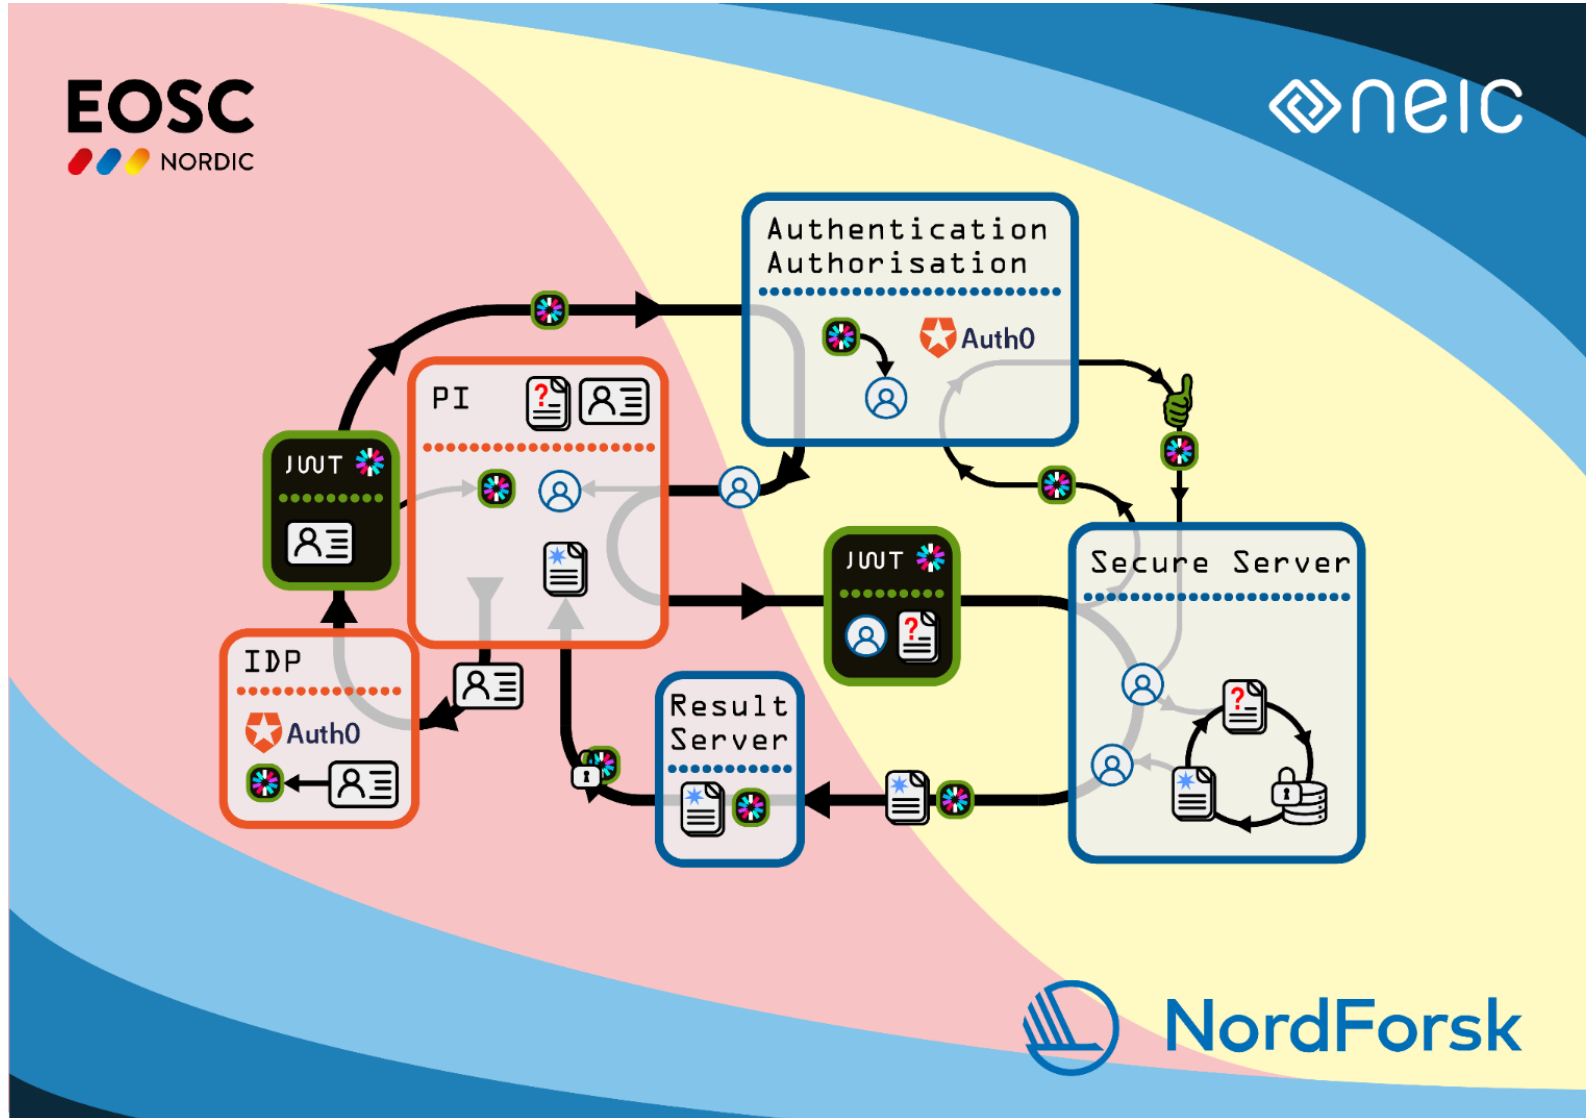 EOSC
NORDIC
neic
Authentication
Authorisation
Auth0
PI
?
JWT
JWT
?
Secure Server
IDP
Auth0
Result
Server
?
NordForsk